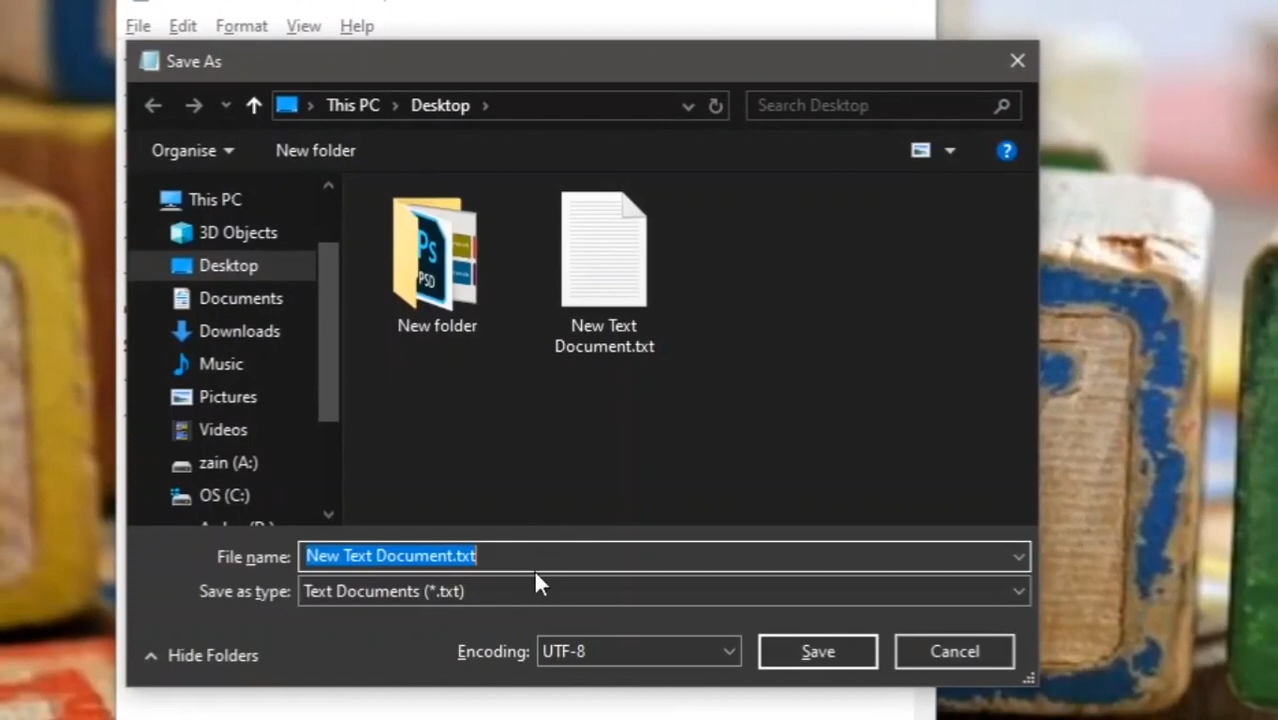 File Edit Format View Help
Save As
This PC Desktop
Search Desktop
Organise New folder
This PC
3D Objects
Desktop
Documents
Downloads
Music
Pictures
Videos
zain (A:)
OS (C:)
Ps
PSD
New folder
New Text
Document.txt
File name: New Text Document.txt
Save as type: Text Documents (*.txt)
Hide Folders
Encoding: UTF-8
Save
Cancel